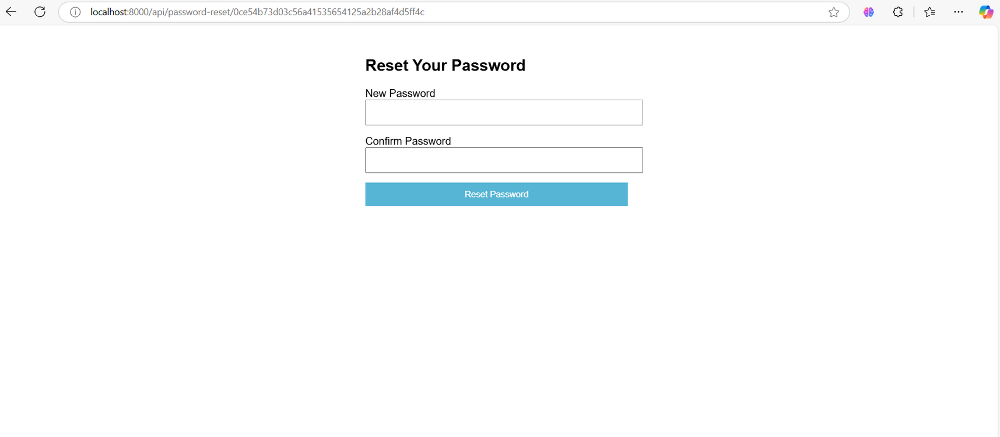 localhost:8000/api/password-reset/0ce54b73d03c56a41535654125a2b28af4d5ff4c
Reset Your Password
New Password
Confirm Password
Reset Password